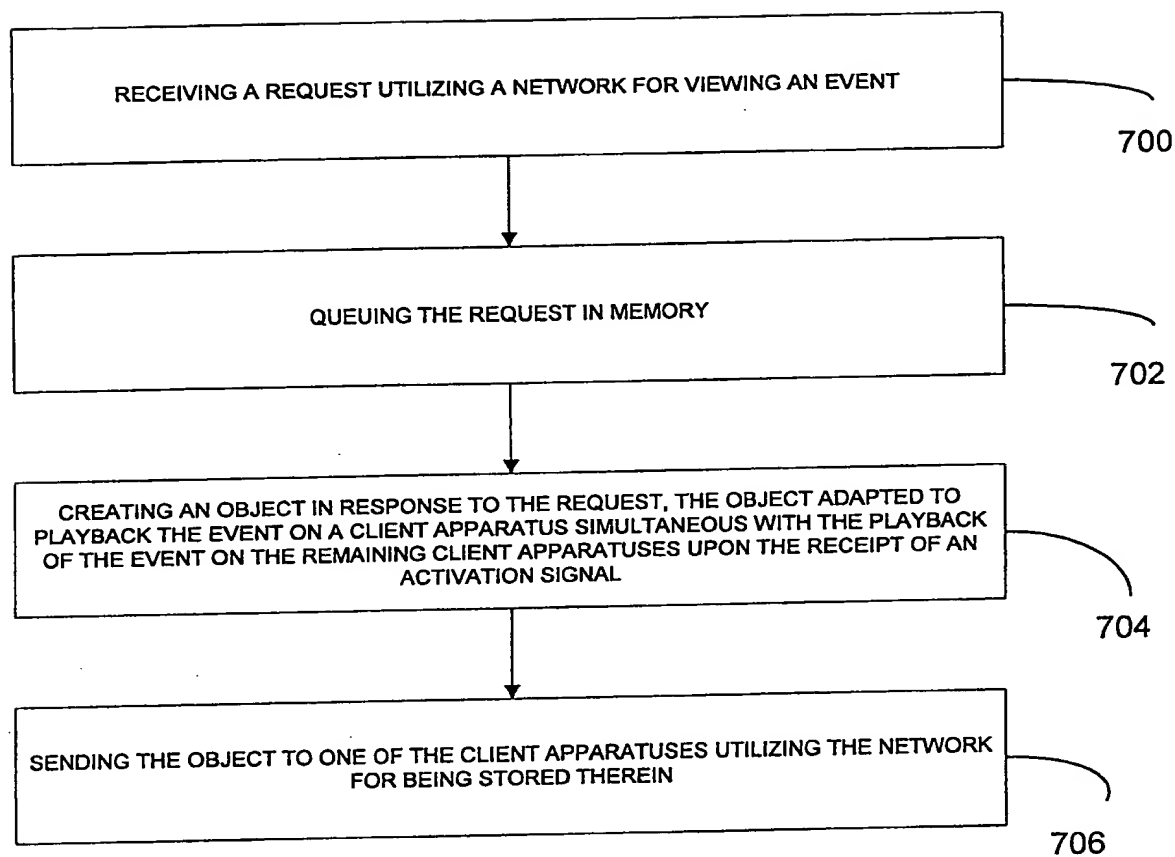 RECEIVING A REQUEST UTILIZING A NETWORK FOR VIEWING AN EVENT
700
QUEUING THE REQUEST IN MEMORY
702
CREATING AN OBJECT IN RESPONSE TO THE REQUEST, THE OBJECT ADAPTED TO
PLAYBACK THE EVENT ON A CLIENT APPARATUS SIMULTANEOUS WITH THE PLAYBACK
OF THE EVENT ON THE REMAINING CLIENT APPARATUSES UPON THE RECEIPT OF AN
ACTIVATION SIGNAL
704
SENDING THE OBJECT TO ONE OF THE CLIENT APPARATUSES UTILIZING THE NETWORK
FOR BEING STORED THEREIN
706